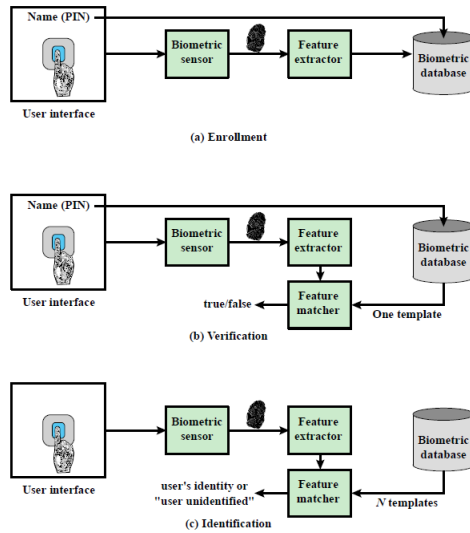 Name (PIN)
Biometric
sensor
Feature
extractor
Biometric
database
User interface
(a) Enrollment
Name (PIN)
Biometric
sensor
Feature
extractor
Biometric
database
true/false
Feature
matcher
One template
User interface
(b) Verification
Biometric
sensor
Feature
extractor
Biometric
database
user's identity or
"user unidentified"
Feature
matcher
N templates
User interface
(c) Identification